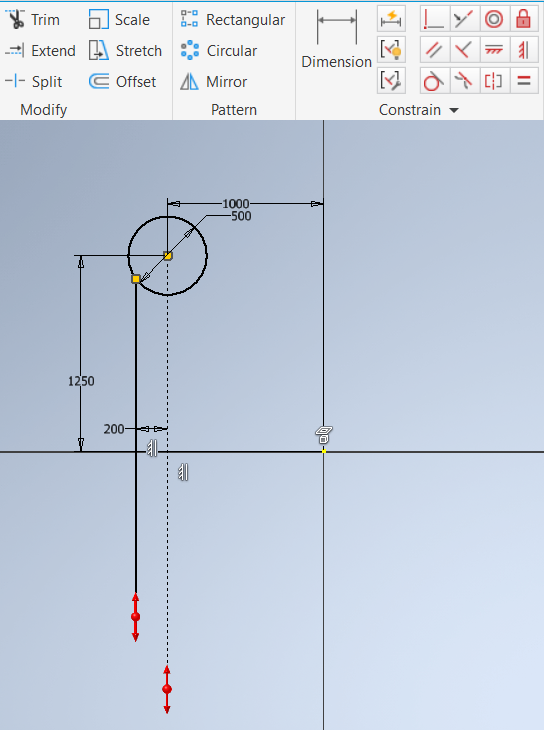 Trim Scale Rectangular
Extend Stretch Circular
Dimension
Split Offset Mirror
Modify Pattern Constrain
1000
500
1250
200